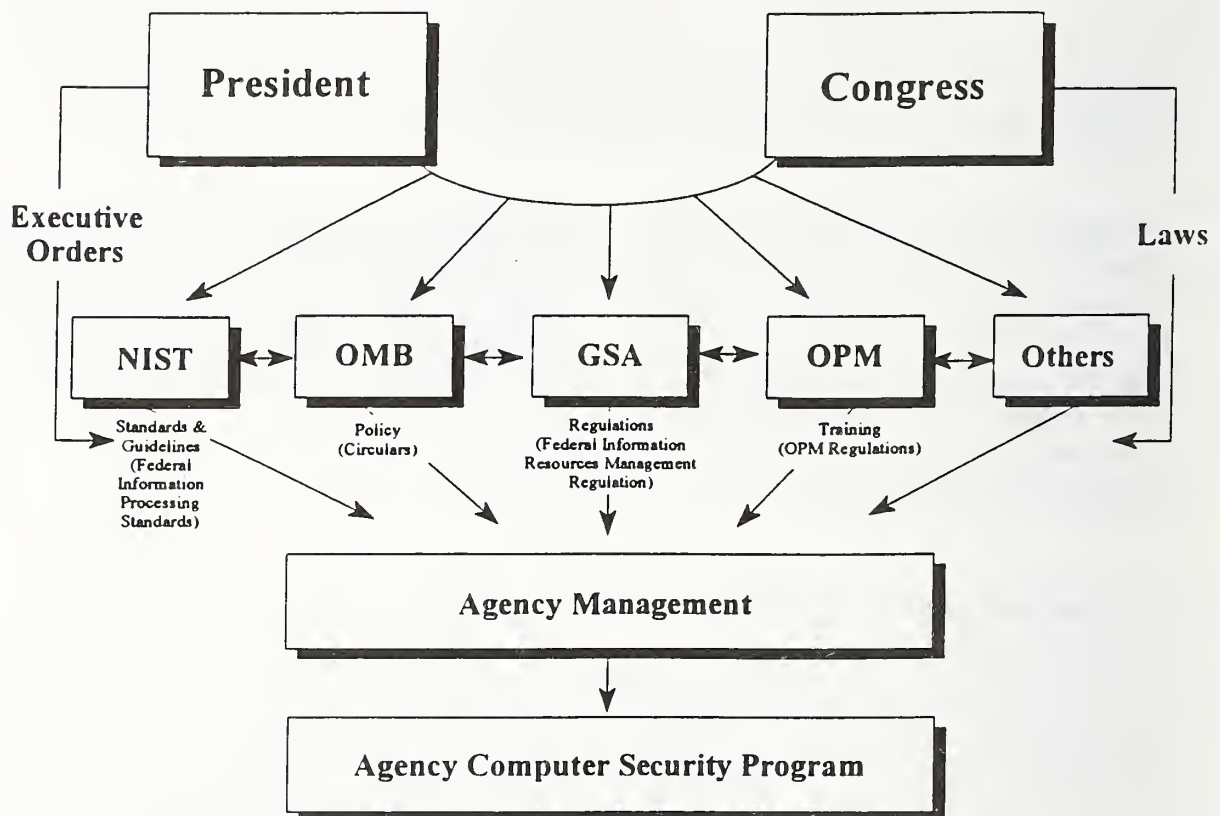 President
Congress
Executive
Orders
Laws
NIST
OMB
GSA
OPM
Others
Standards &
Guidelines
(Federal
Information
Processing
Standards)
Policy
(Circulars)
Regulations
(Federal Information
Resources Management
Regulation)
Training
(OPM Regulations)
Agency Management
Agency Computer Security Program